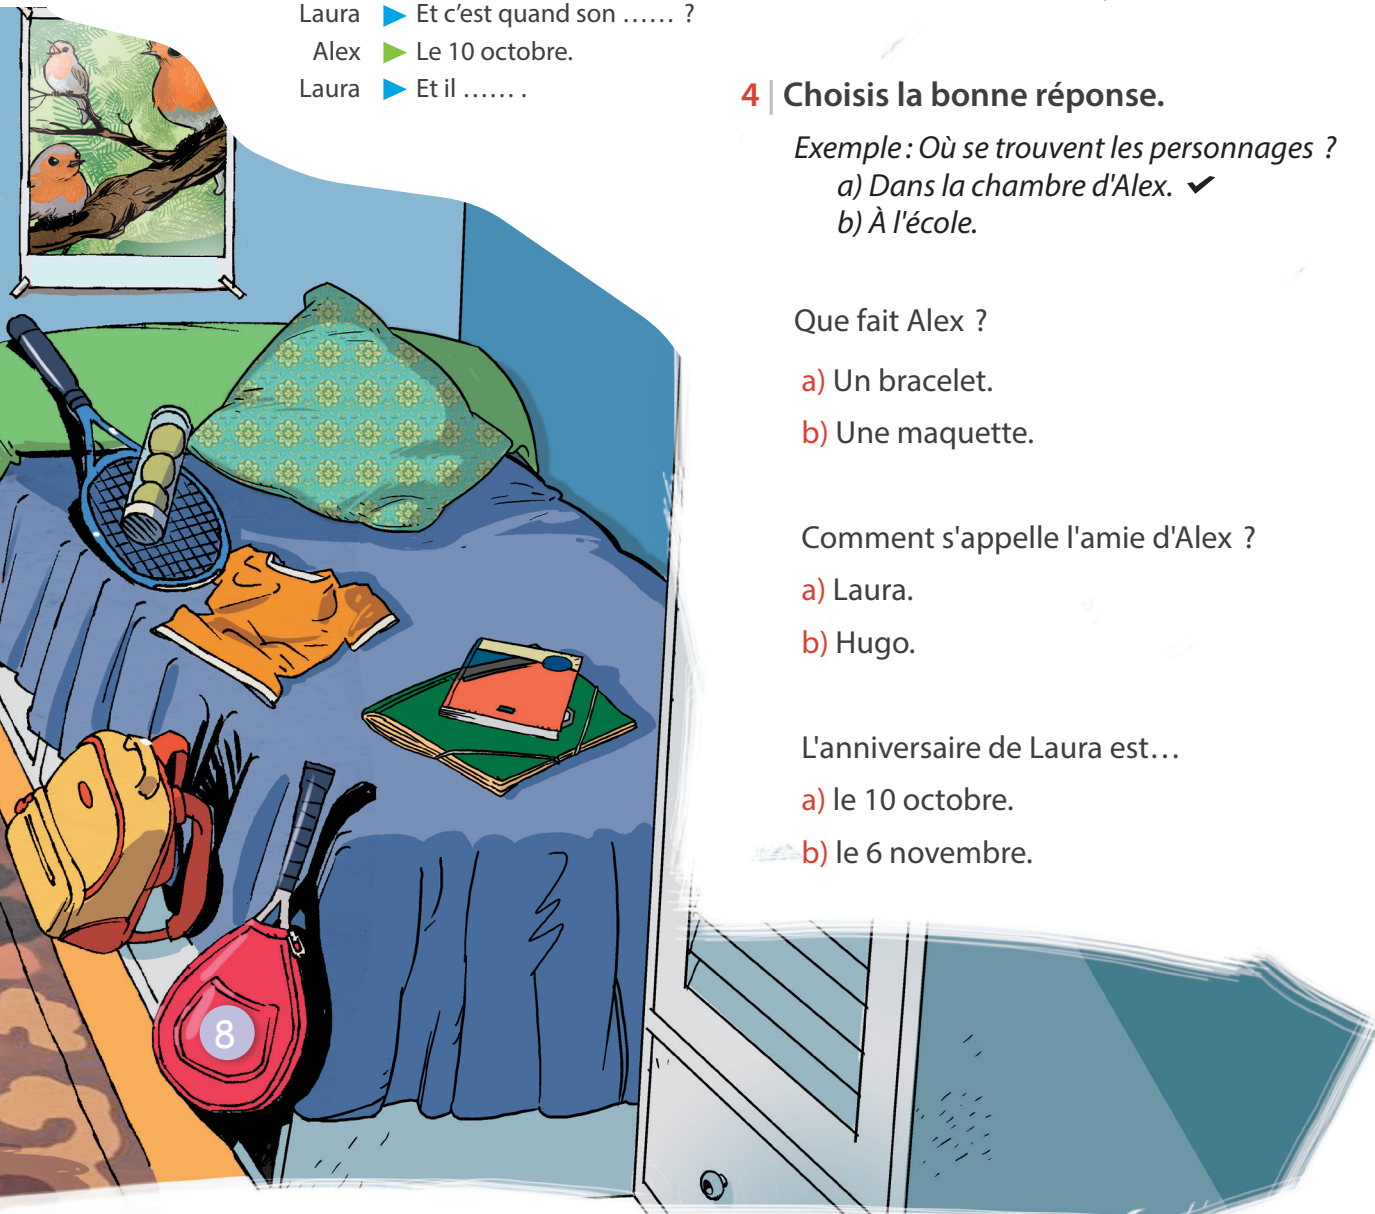 Laura ▶ Et c'est quand son …… ?
Alex ▶ Le 10 octobre.
Laura ▶ Et il …… .
4 | Choisis la bonne réponse.
Exemple : Où se trouvent les personnages ?
a) Dans la chambre d'Alex. ✔
b) À l'école.
Que fait Alex ?
a) Un bracelet.
b) Une maquette.
Comment s'appelle l'amie d'Alex ?
a) Laura.
b) Hugo.
L'anniversaire de Laura est…
a) le 10 octobre.
b) le 6 novembre.
8